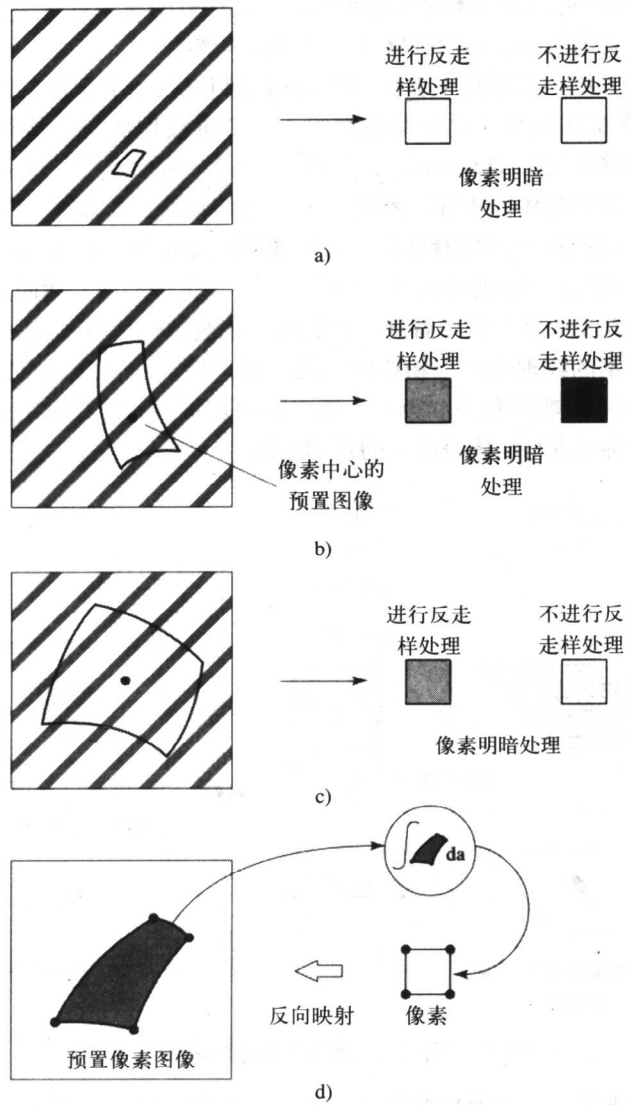 进行反走
样处理
不进行反
走样处理
像素明暗
处理
a)
进行反走
样处理
不进行反
走样处理
像素中心的
预置图像
像素明暗
处理
b)
进行反走
样处理
不进行反
走样处理
像素明暗处理
c)
∫ da
反向映射
像素
预置像素图像
d)